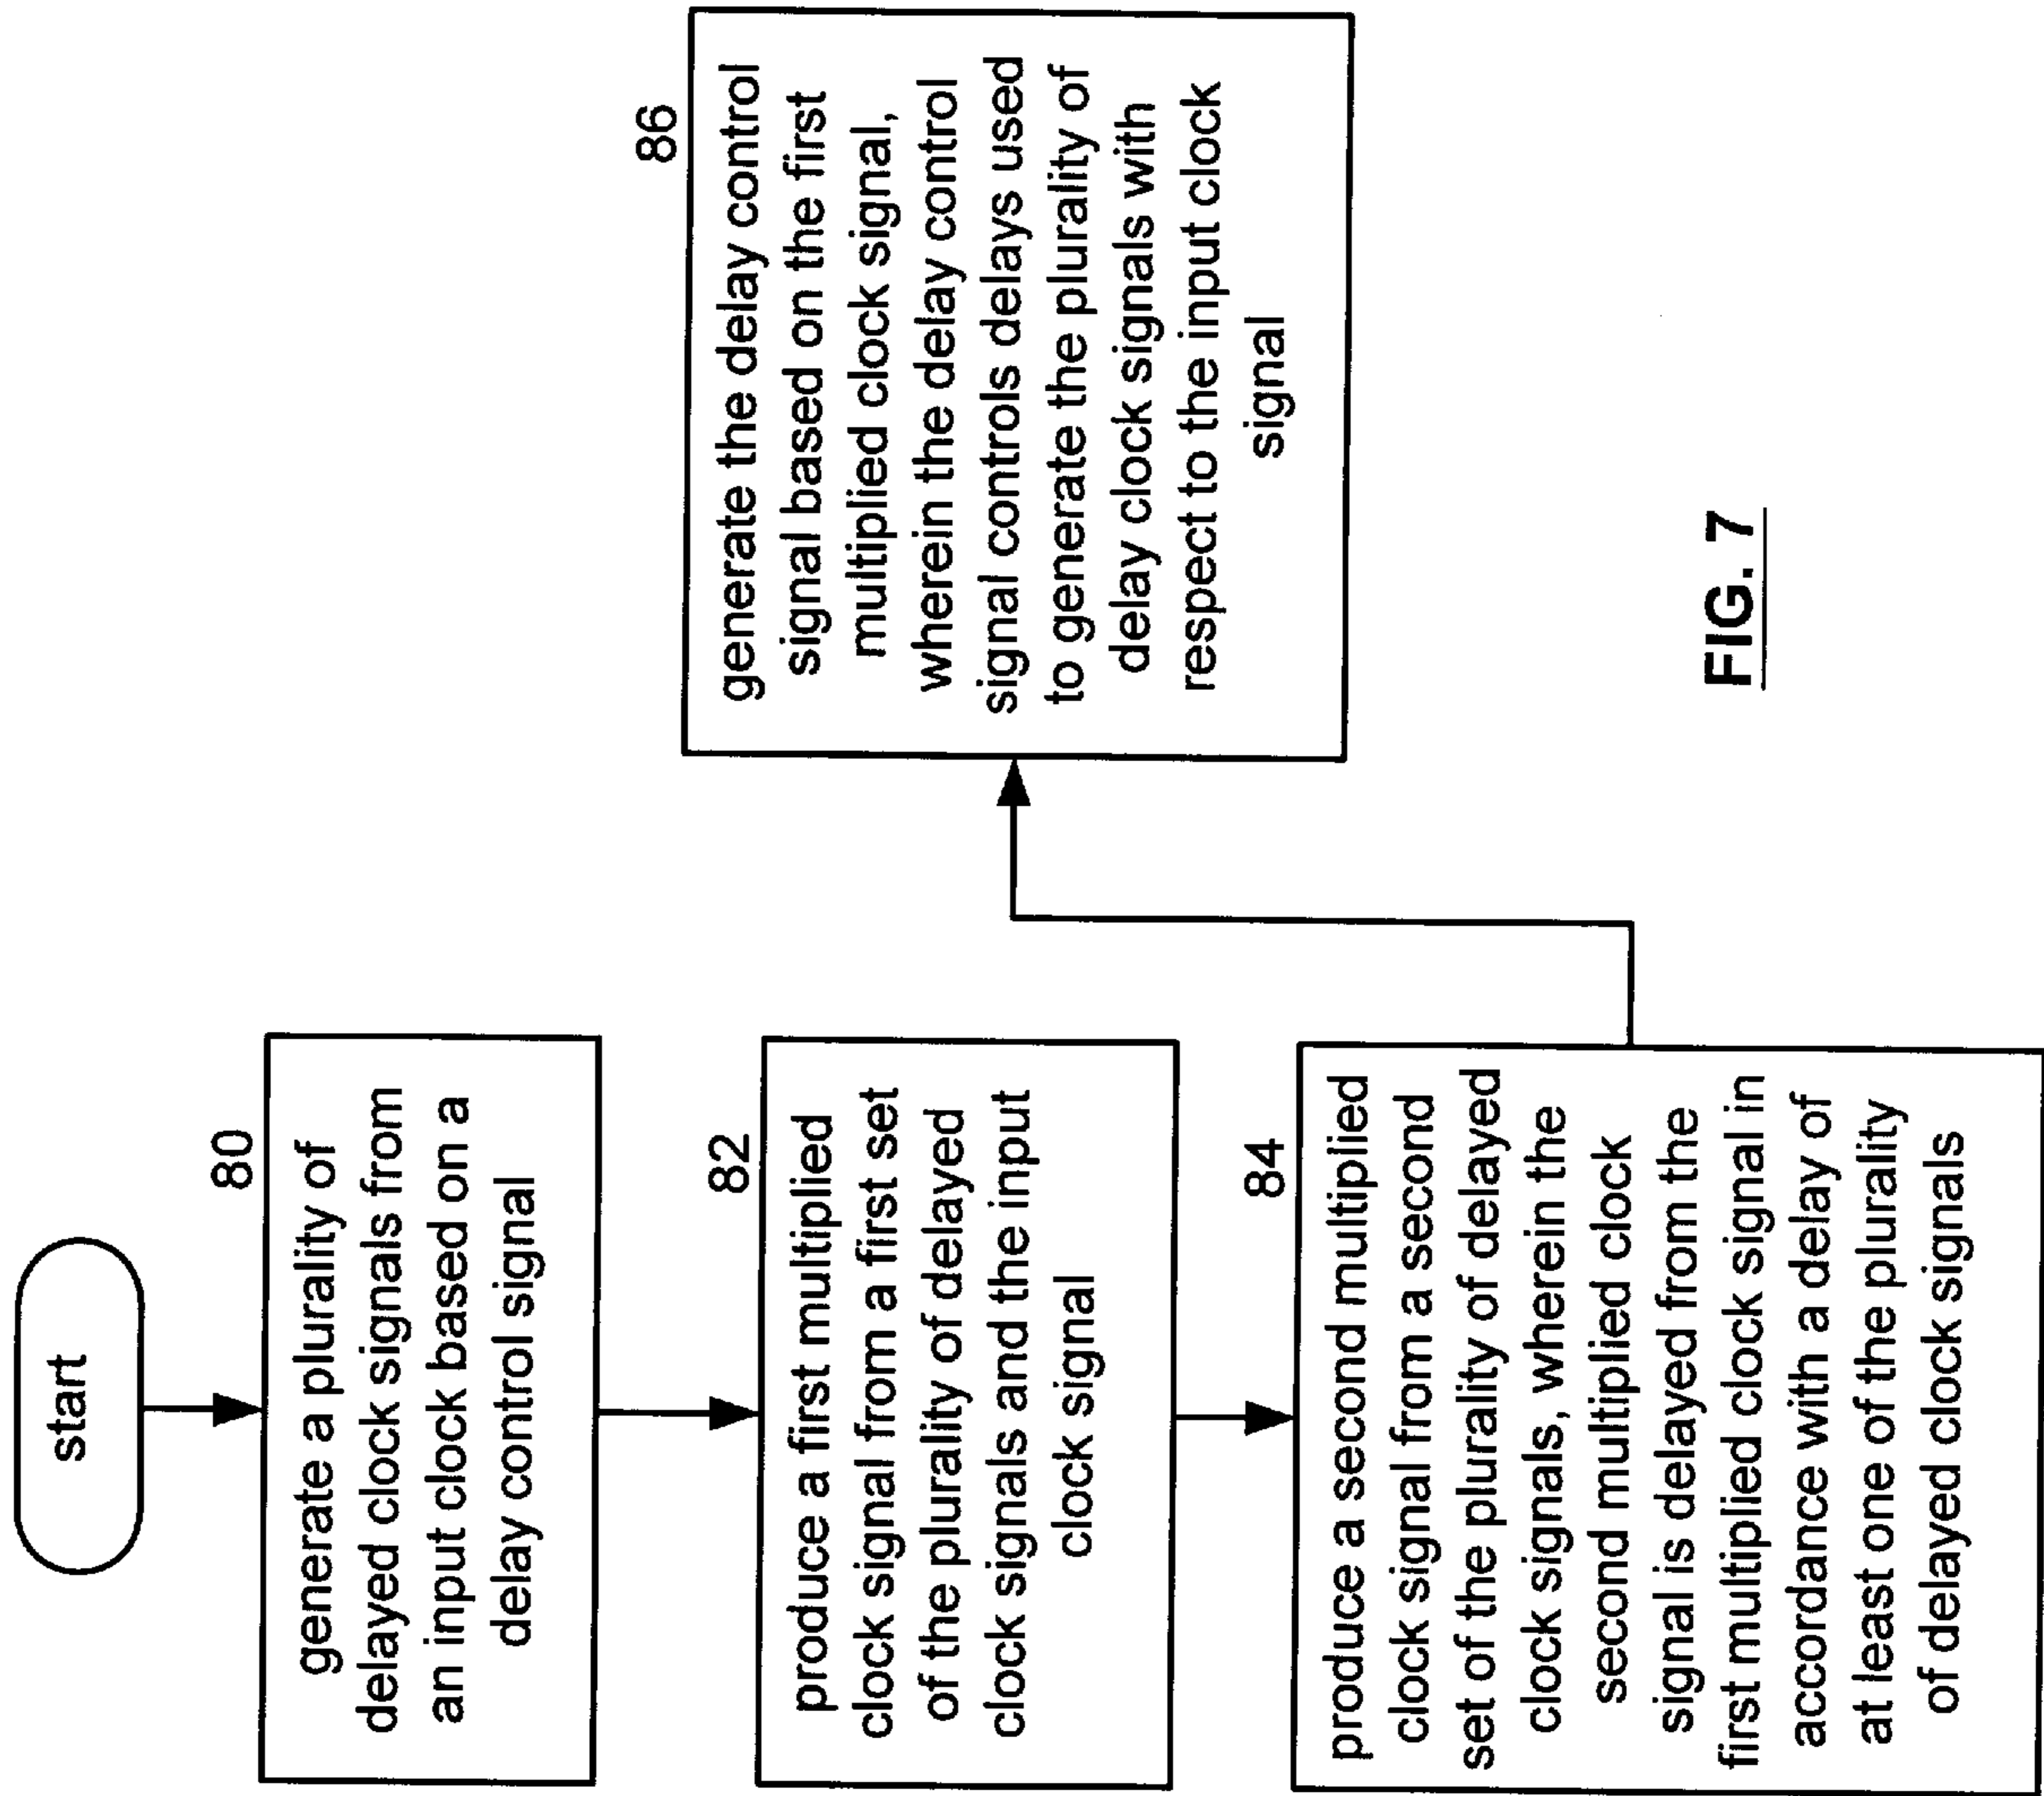 start
80
generate a plurality of
delayed clock signals from
an input clock based on a
delay control signal
82
produce a first multiplied
clock signal from a first set
of the plurality of delayed
clock signals and the input
clock signal
84
produce a second multiplied
clock signal from a second
set of the plurality of delayed
clock signals, wherein the
second multiplied clock
signal is delayed from the
first multiplied clock signal in
accordance with a delay of
at least one of the plurality
of delayed clock signals
86
generate the delay control
signal based on the first
multiplied clock signal,
wherein the delay control
signal controls delays used
to generate the plurality of
delay clock signals with
respect to the input clock
signal
FIG. 7